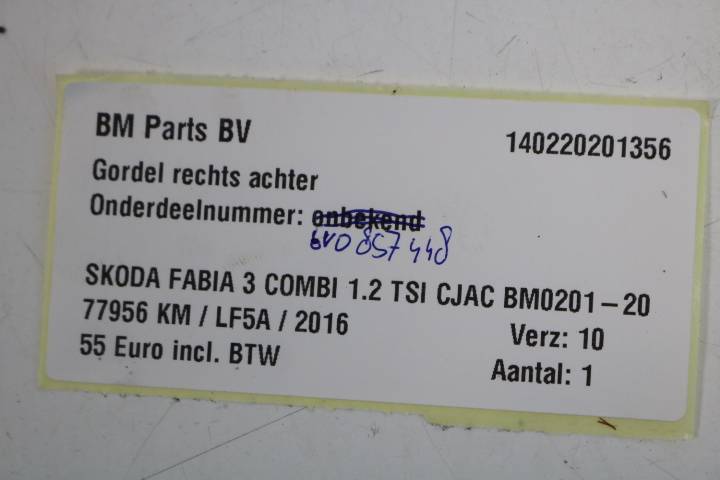 BM Parts BV
140220201356
Gordel rechts achter
Onderdeelnummer: onbekend
6V0 857 448
SKODA FABIA 3 COMBI 1.2 TSI CJAC BM0201-20
77956 KM / LF5A / 2016
Verz: 10
55 Euro incl. BTW
Aantal: 1